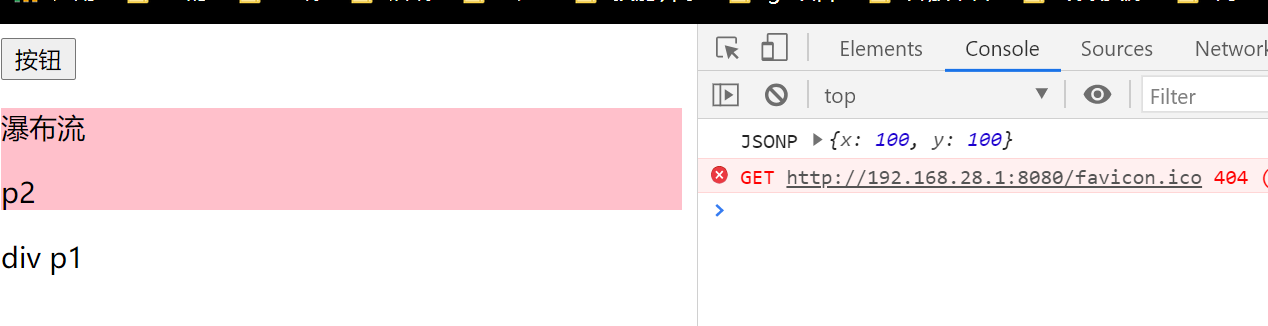 按钮
瀑布流
p2
div p1
Elements Console Sources Network
top Filter
JSONP {x: 100, y: 100}
GET http://192.168.28.1:8080/favicon.ico 404 (